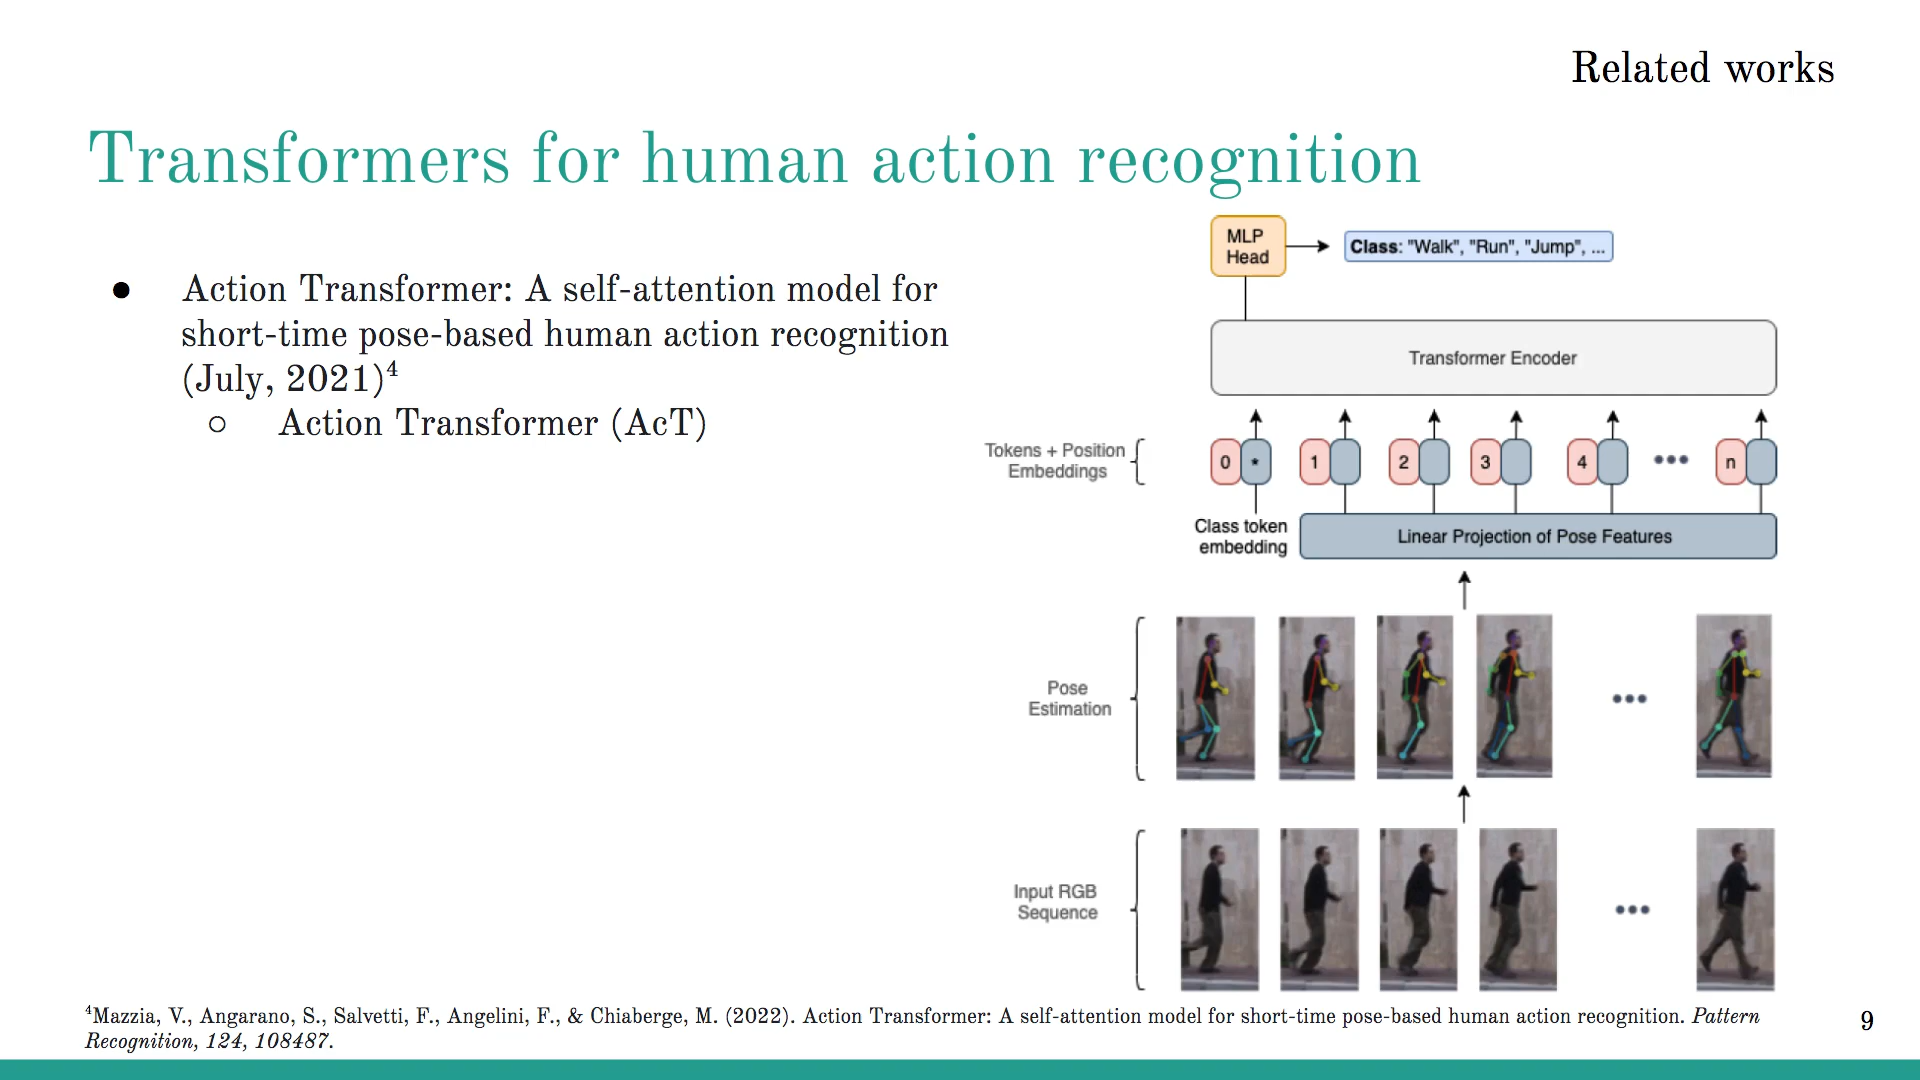 Related works
Transformers for human action recognition
● Action Transformer: A self-attention model for
short-time pose-based human action recognition
(July, 2021)⁴
○ Action Transformer (AcT)
MLP
Head
Class: "Walk", "Run", "Jump", ...
Transformer Encoder
Tokens + Position
Embeddings
0 * 1 2 3 4 ••• n
Class token
embedding
Linear Projection of Pose Features
Pose
Estimation
•••
Input RGB
Sequence
•••
⁴Mazzia, V., Angarano, S., Salvetti, F., Angelini, F., & Chiaberge, M. (2022). Action Transformer: A self-attention model for short-time pose-based human action recognition. Pattern
Recognition, 124, 108487.
9